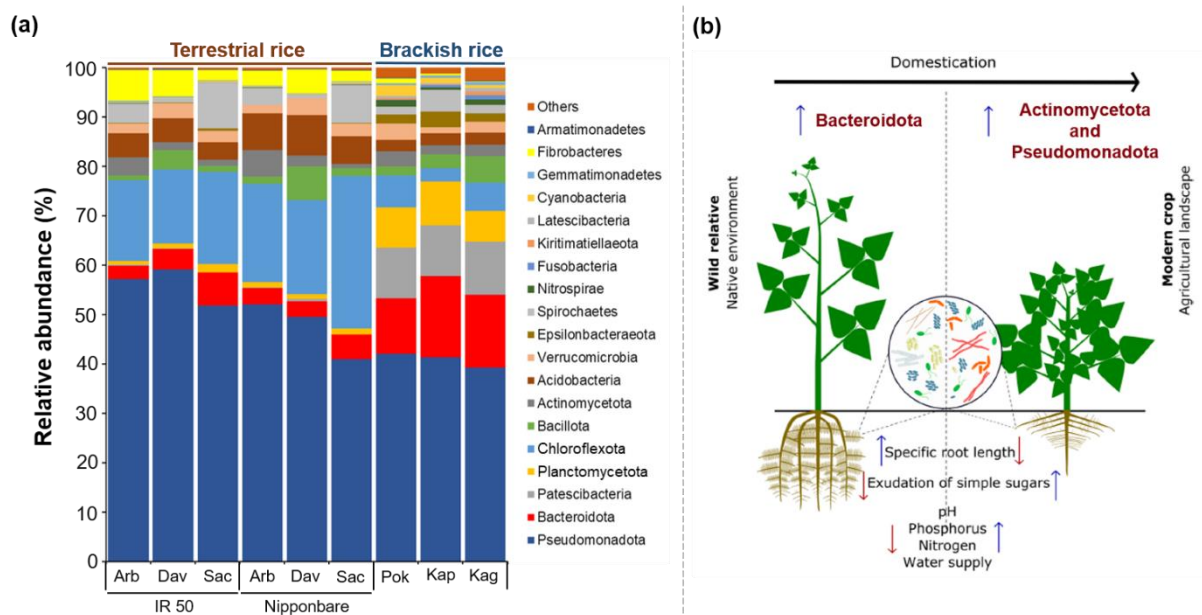 (a)
Terrestrial rice
Brackish rice
Relative abundance (%)
100
90
80
70
60
50
40
30
20
10
0
Arb Dav Sac Arb Dav Sac Pok Kap Kag
IR 50 Nipponbare
Others
Armatimonadetes
Fibrobacteres
Gemmatimonadetes
Cyanobacteria
Latescibacteria
Kiritimatiellaeota
Fusobacteria
Nitrospirae
Spirochaetes
Epsilonbacteraeota
Verrucomicrobia
Acidobacteria
Actinomycetota
Bacillota
Chloroflexota
Planctomycetota
Patescibacteria
Bacteroidota
Pseudomonadota
(b)
Domestication
Bacteroidota
Actinomycetota
and
Pseudomonadota
Wild relative
Native environment
Modern crop
Agricultural landscape
Specific root length
Exudation of simple sugars
pH
Phosphorus
Nitrogen
Water supply